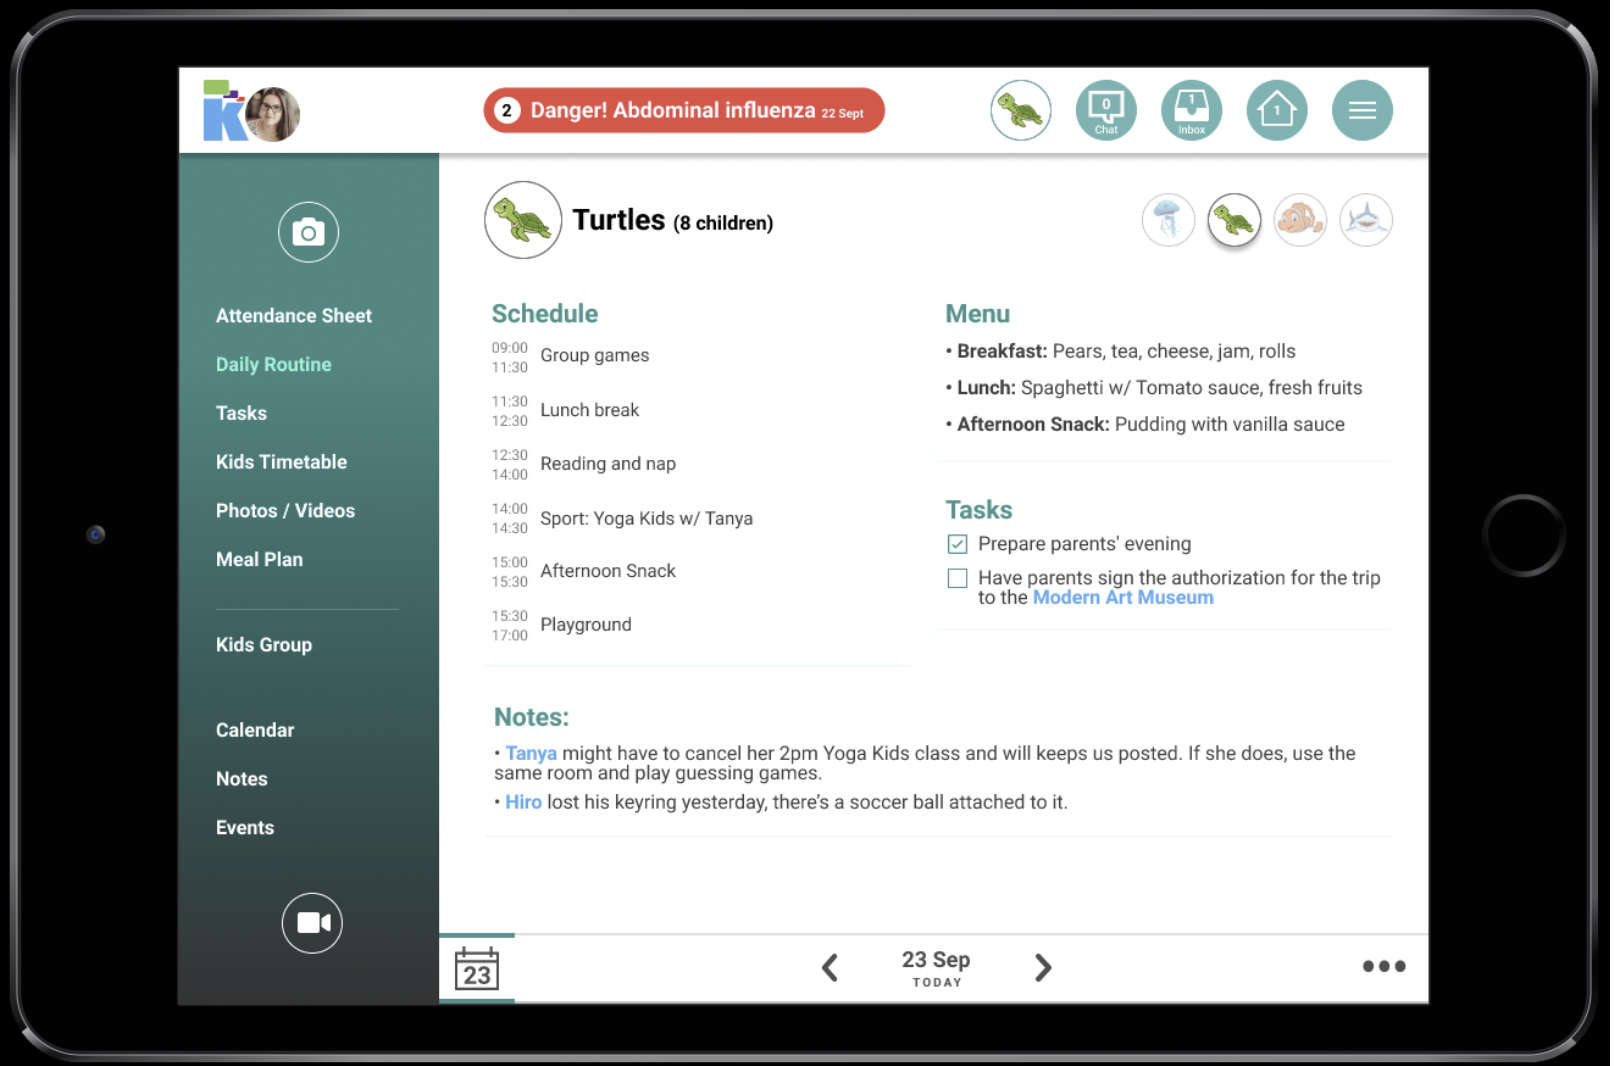 k
2 Danger! Abdominal influenza 22 Sept
0
Chat
1
Inbox
1
Attendance Sheet
Daily Routine
Tasks
Kids Timetable
Photos / Videos
Meal Plan
Kids Group
Calendar
Notes
Events
Turtles (8 children)
Schedule
09:00
11:30
Group games
11:30
12:30
Lunch break
12:30
14:00
Reading and nap
14:00
14:30
Sport: Yoga Kids w/ Tanya
15:00
15:30
Afternoon Snack
15:30
17:00
Playground
Menu
• Breakfast: Pears, tea, cheese, jam, rolls
• Lunch: Spaghetti w/ Tomato sauce, fresh fruits
• Afternoon Snack: Pudding with vanilla sauce
Tasks
Prepare parents' evening
Have parents sign the authorization for the trip
to the Modern Art Museum
Notes:
• Tanya might have to cancel her 2pm Yoga Kids class and will keeps us posted. If she does, use the
same room and play guessing games.
• Hiro lost his keyring yesterday, there's a soccer ball attached to it.
23
23 Sep
TODAY